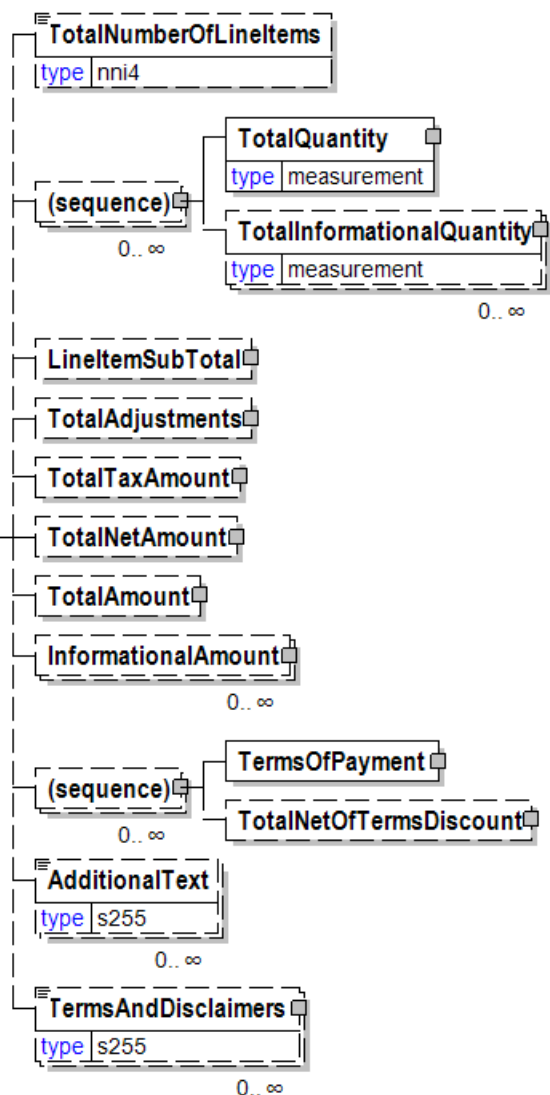 TotalNumberOfLineItems
type nni4
TotalQuantity
type measurement
(sequence)
0.. ∞
TotalInformationalQuantity
type measurement
0.. ∞
LineItemSubTotal
TotalAdjustments
TotalTaxAmount
TotalNetAmount
TotalAmount
InformationalAmount
0.. ∞
TermsOfPayment
(sequence)
0.. ∞
TotalNetOfTermsDiscount
AdditionalText
type s255
0.. ∞
TermsAndDisclaimers
type s255
0.. ∞